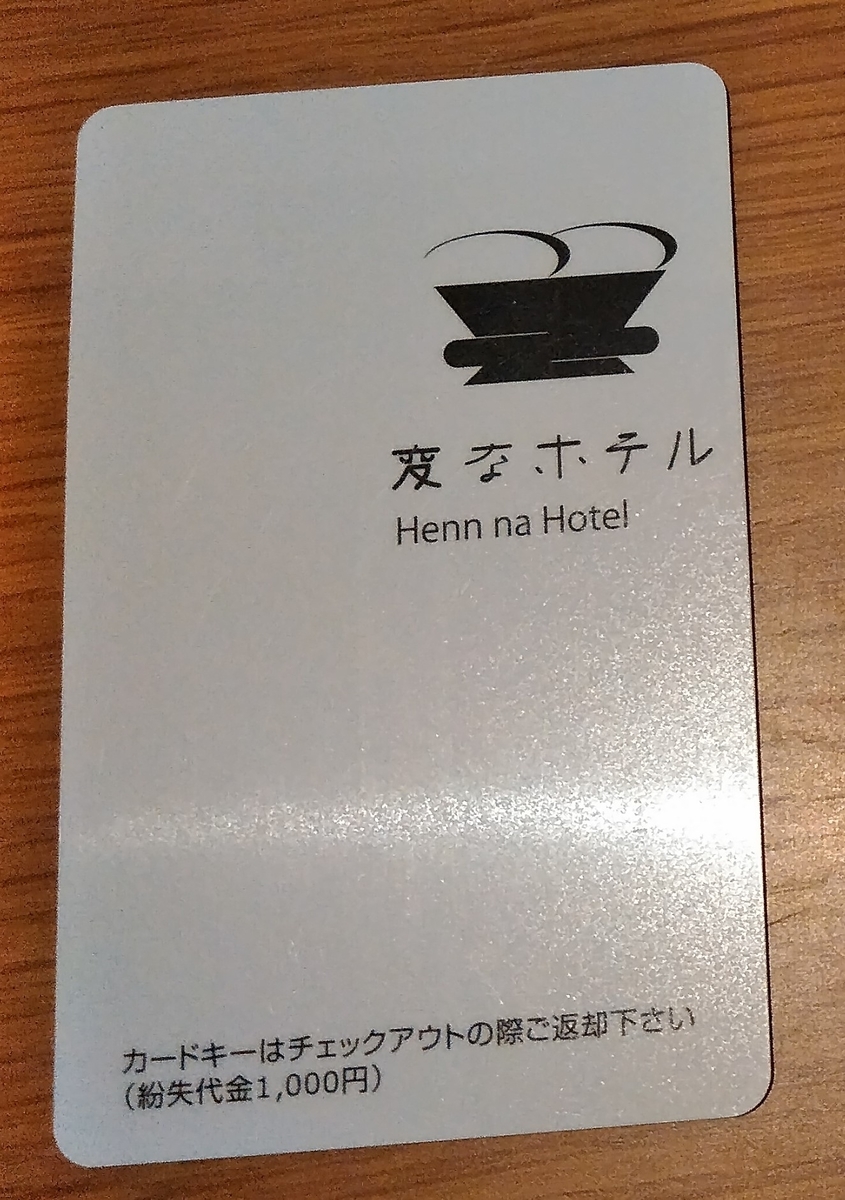 変なホテル
Henn na Hotel
カードキーはチェックアウトの際ご返却下さい
（紛失代金1,000円）